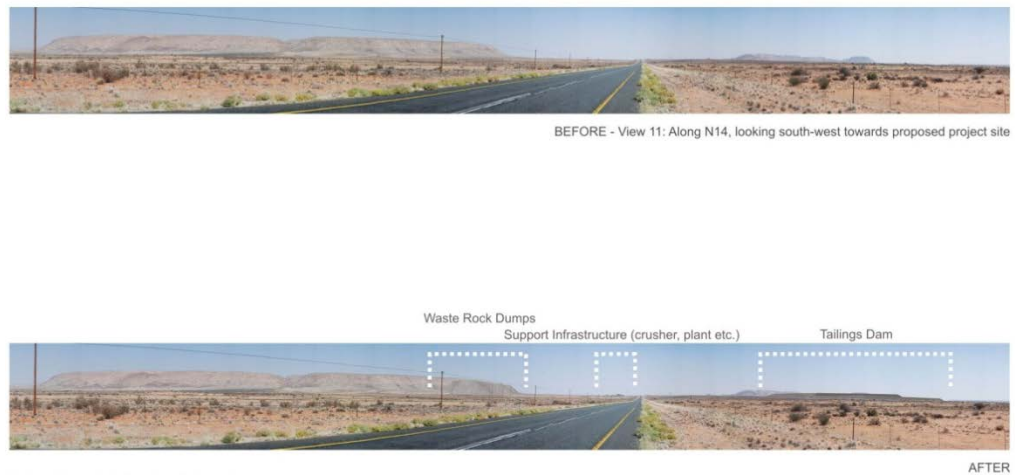 BEFORE - View 11: Along N14, looking south-west towards proposed project site
Waste Rock Dumps
Support Infrastructure (crusher, plant etc.)
Tailings Dam
AFTER